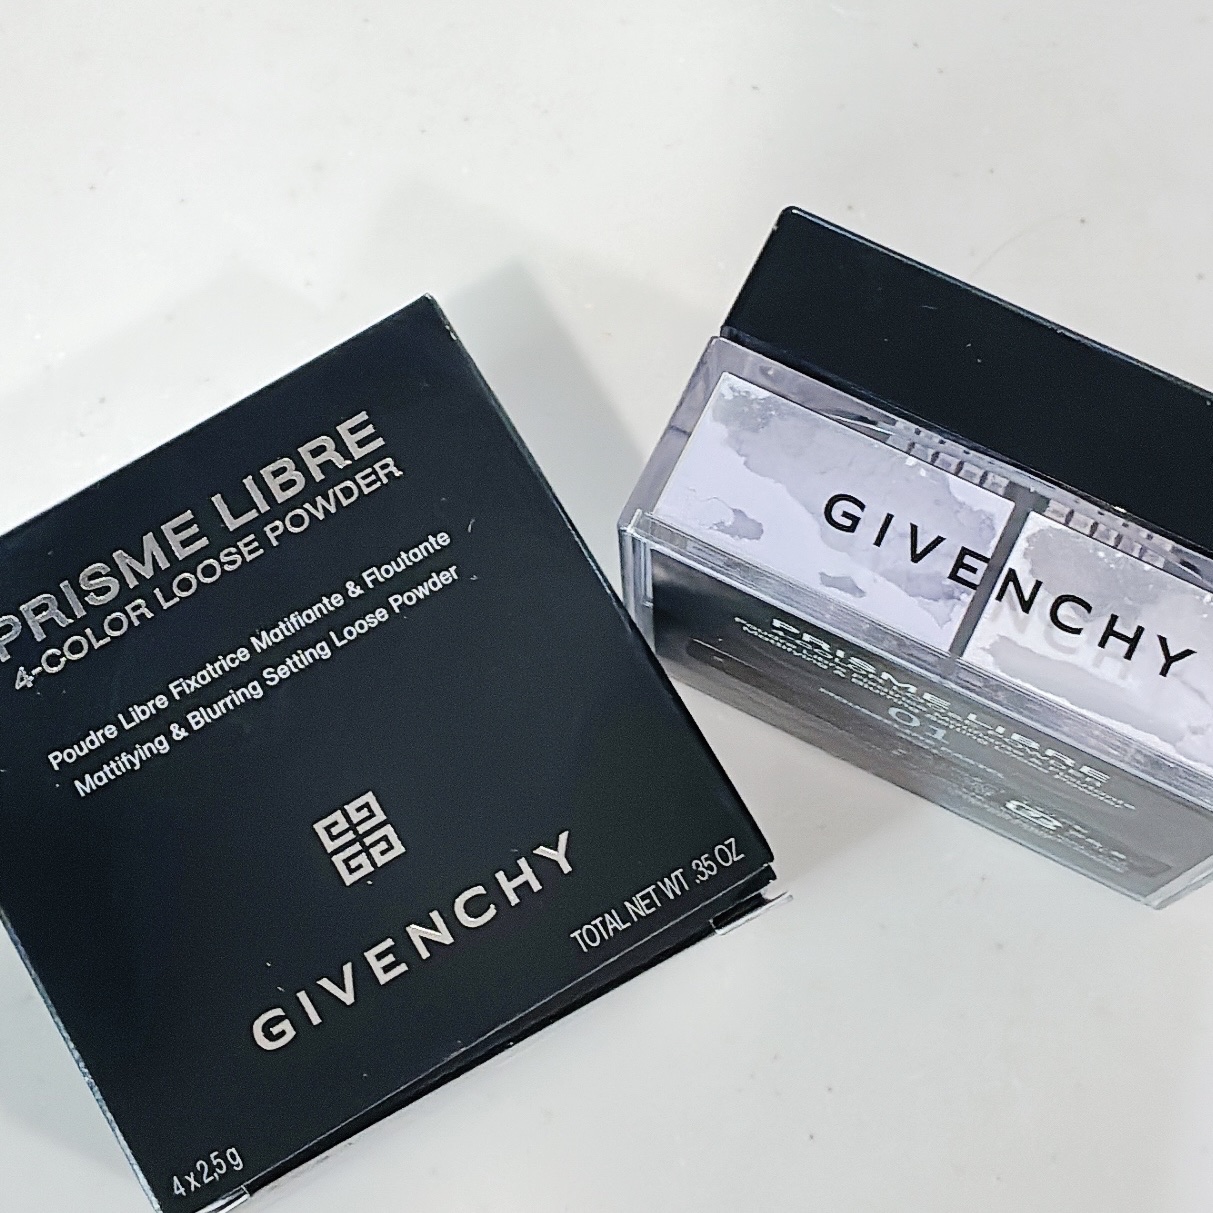 PRISME LIBRE
4-COLOR LOOSE POWDER
Poudre Libre Fixatrice Matifiante & Floutante
Mattifying & Blurring Setting Loose Powder
GIVENCHY
TOTAL NET WT .35 OZ
4 x 2,5 g
GIVENCHY
PRISME LIBRE
01